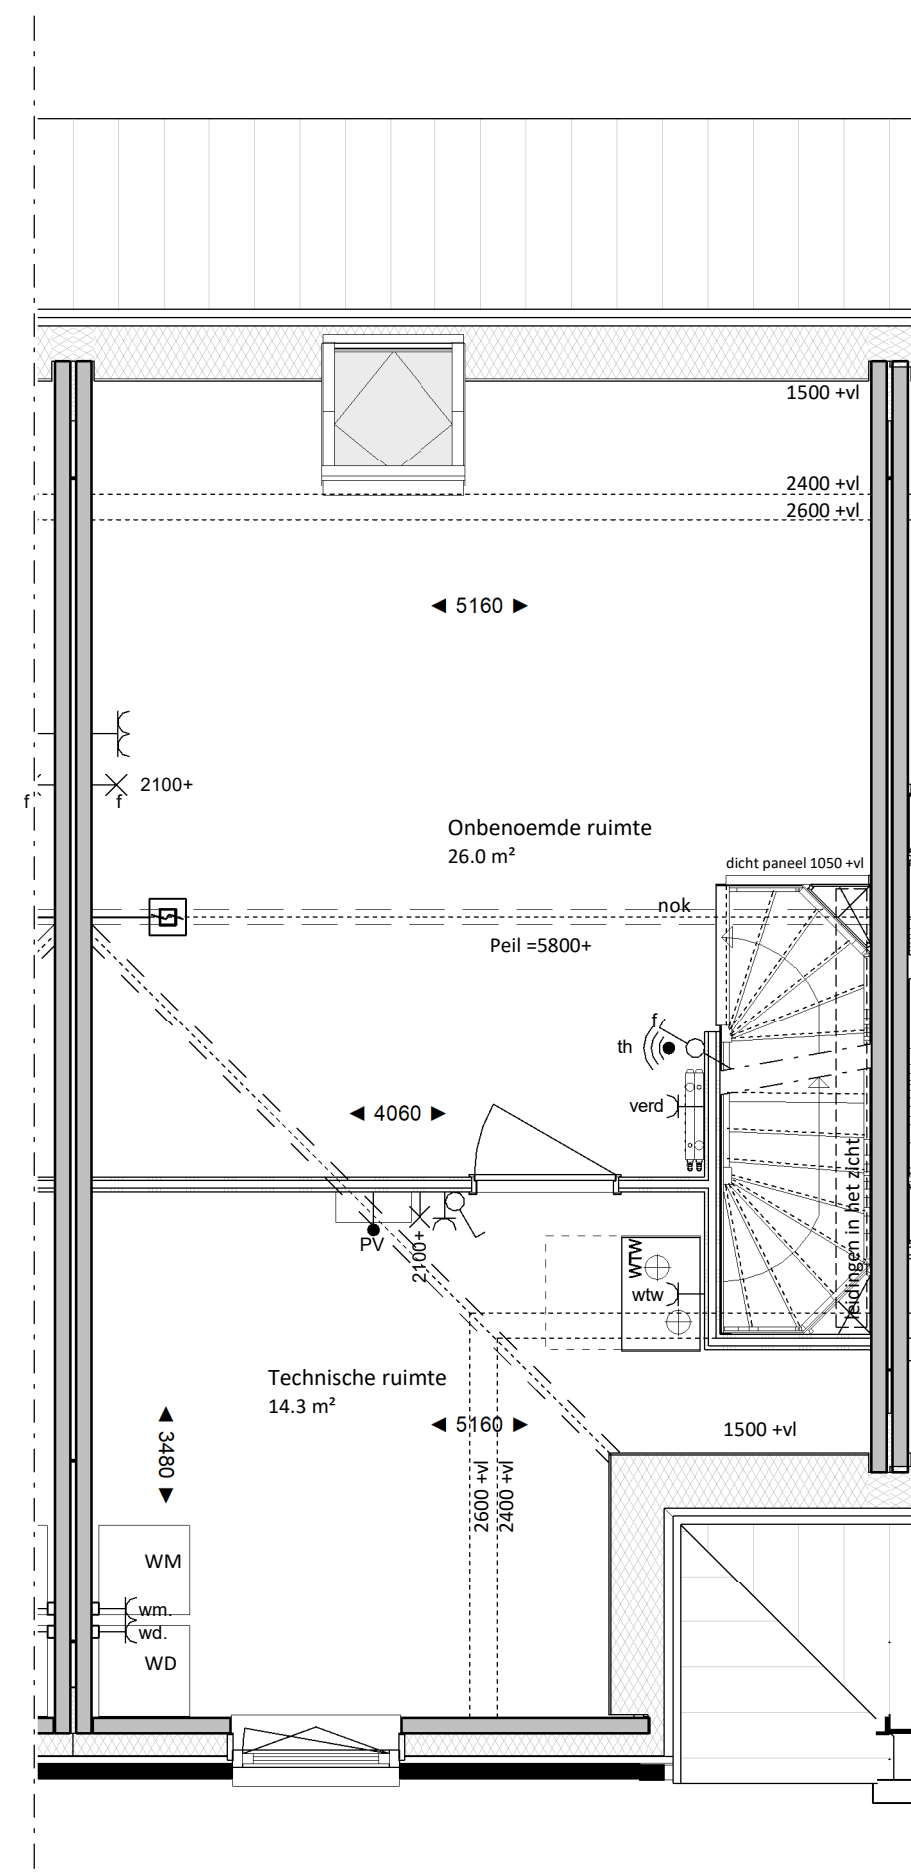 1500 +vl
2400 +vl
2600 +vl
◄ 5160 ►
2100+
f
f
Onbenoemde ruimte
26.0 m²
dicht paneel 1050 +vl
nok
Peil =5800+
f
th
verd
◄ 4060 ►
PV
2100+
WTW
wtw
leidingen in het zicht
Technische ruimte
14.3 m²
◄ 5160 ►
1500 +vl
◄ 3480 ►
2600 +vl
2400 +vl
WM
wm.
wd.
WD